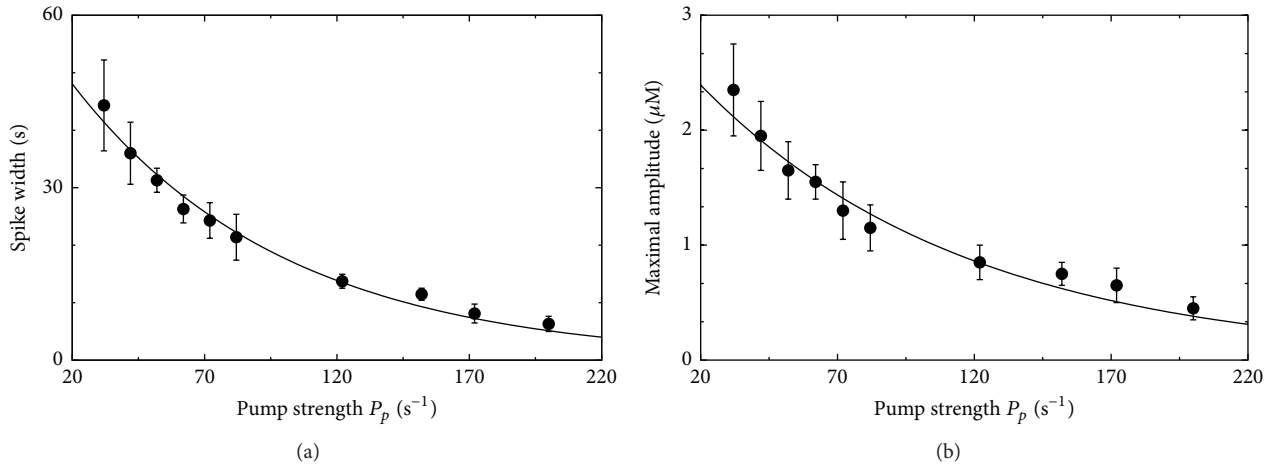 60
30
0
20 70 120 170 220
Spike width (s)
Pump strength Pₚ (s⁻¹)
(a)
3
2
1
0
20 70 120 170 220
Maximal amplitude (μM)
Pump strength Pₚ (s⁻¹)
(b)